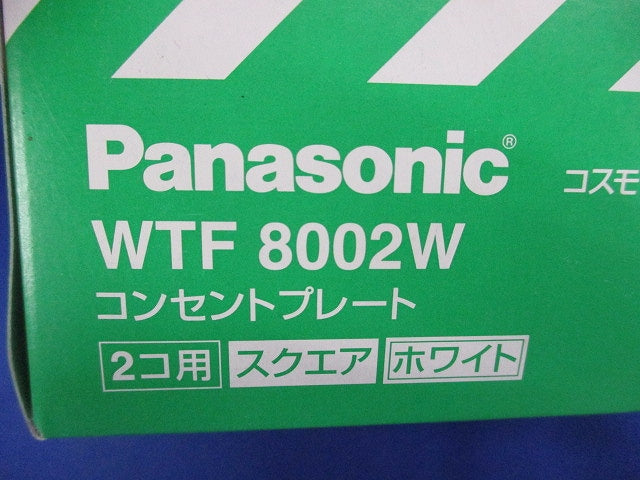 Panasonic®
コスモ
WTF 8002W
コンセントプレート
2コ用 スクエア ホワイト